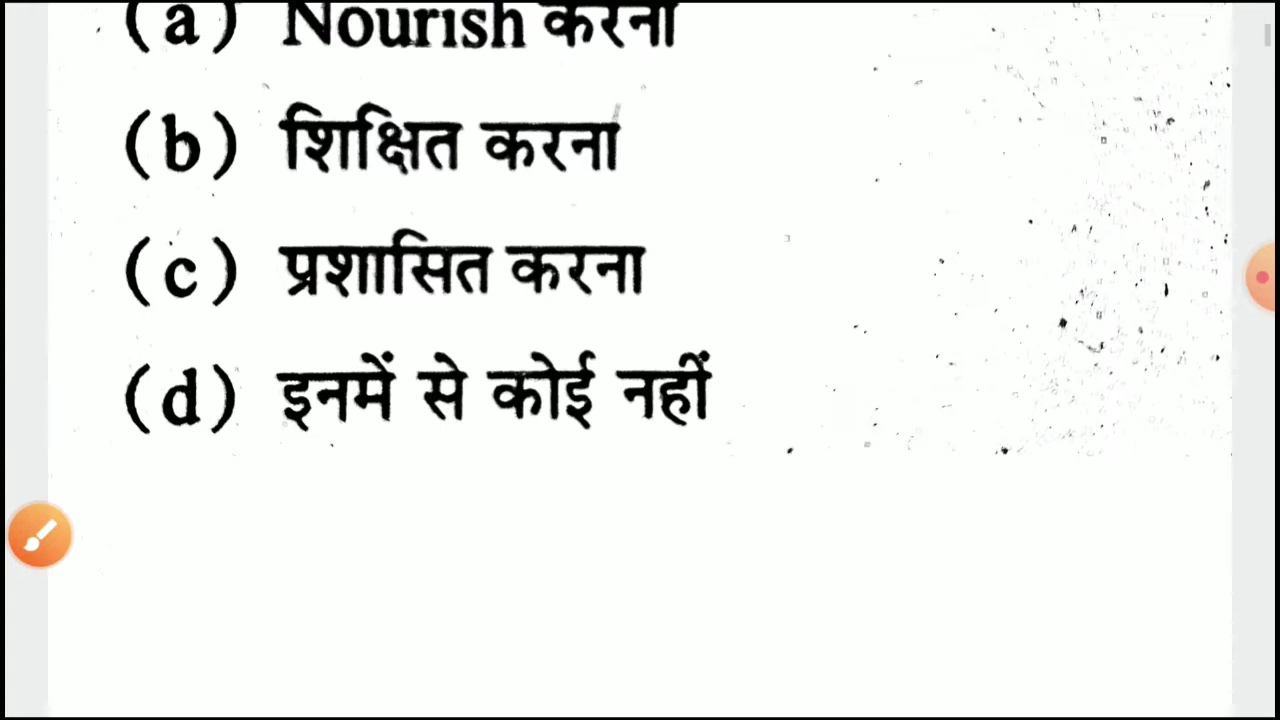 (a) Nourish करना
(b) शिक्षित करना
(c) प्रशासित करना
(d) इनमें से कोई नहीं